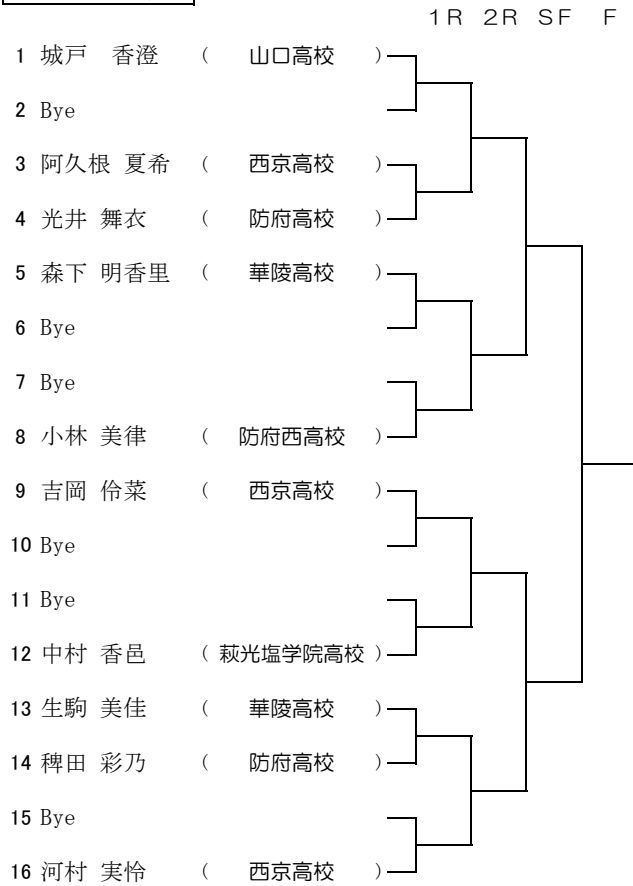 1R 2R SF F
1 城戸 香澄 ( 山口高校 )
2 Bye
3 阿久根 夏希 ( 西京高校 )
4 光井 舞衣 ( 防府高校 )
5 森下 明香里 ( 華陵高校 )
6 Bye
7 Bye
8 小林 美律 ( 防府西高校 )
9 吉岡 伶菜 ( 西京高校 )
10 Bye
11 Bye
12 中村 香邑 ( 萩光塩学院高校 )
13 生駒 美佳 ( 華陵高校 )
14 稗田 彩乃 ( 防府高校 )
15 Bye
16 河村 実怜 ( 西京高校 )